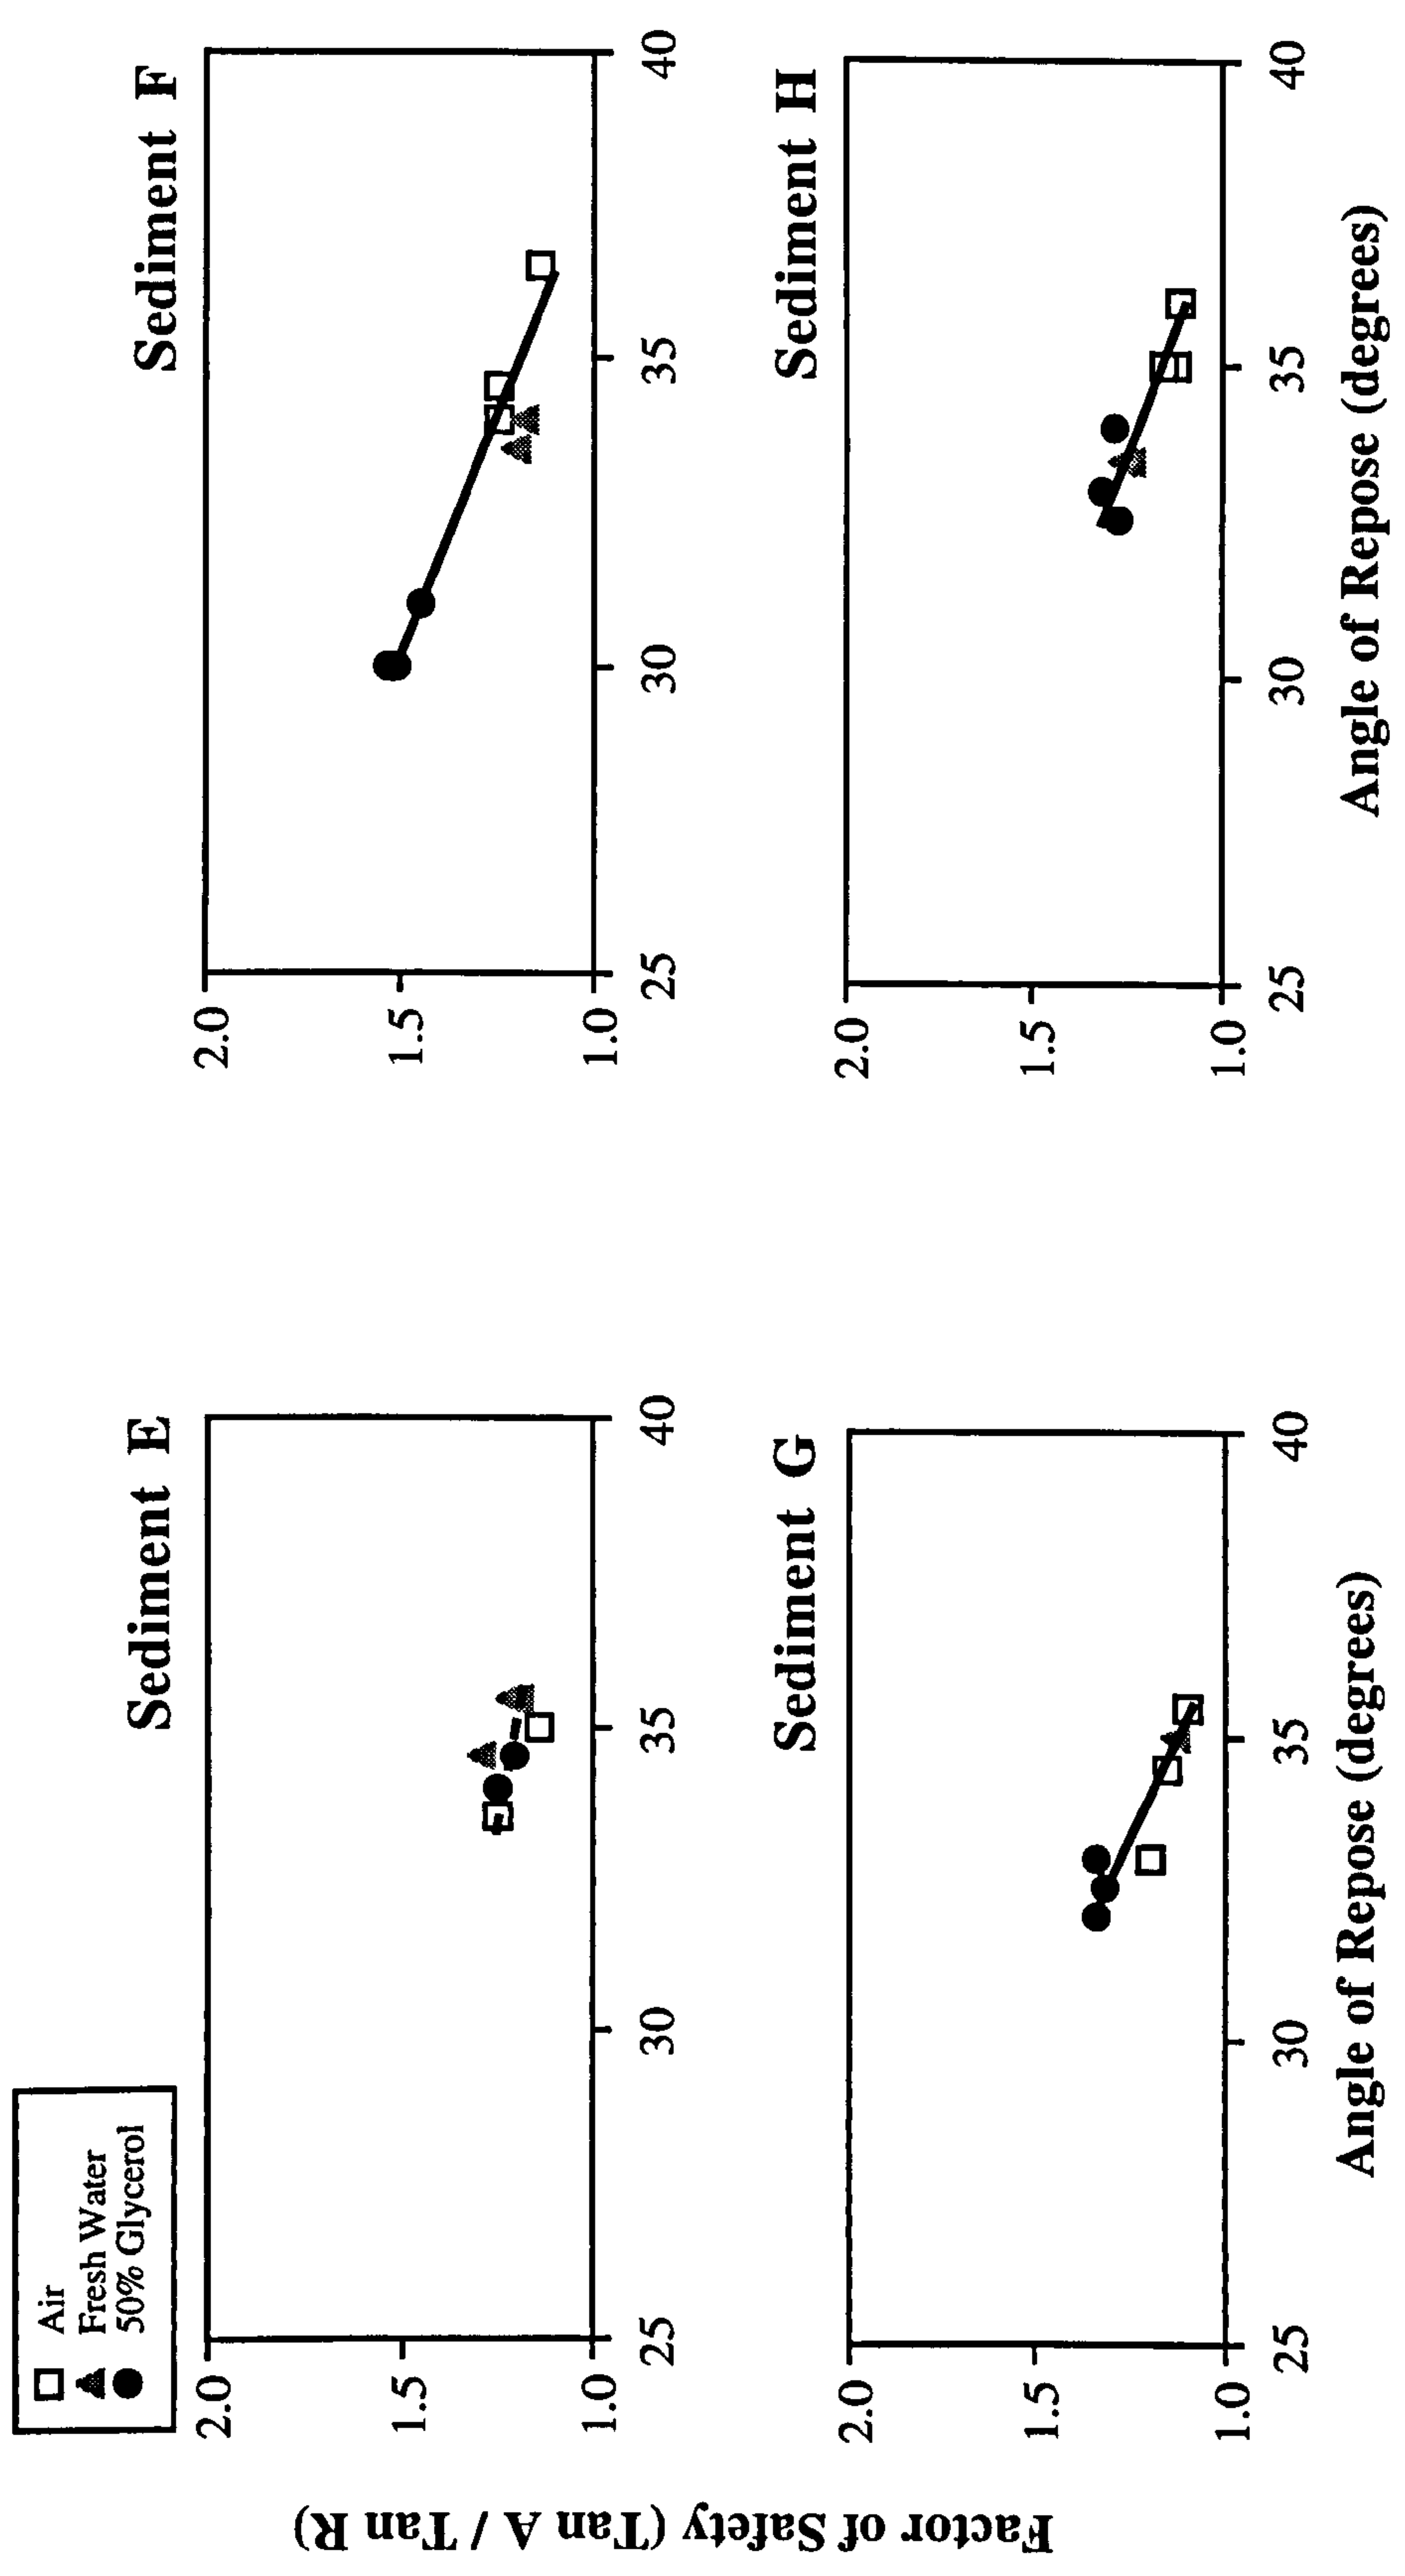 Air
Fresh Water
50% Glycerol
Sediment E
2.0
1.5
1.0
25
30
35
40
Sediment F
2.0
1.5
1.0
25
30
35
40
Sediment G
2.0
1.5
1.0
25
30
35
40
Angle of Repose (degrees)
Sediment H
2.0
1.5
1.0
25
30
35
40
Angle of Repose (degrees)
Factor of Safety (Tan A / Tan R)